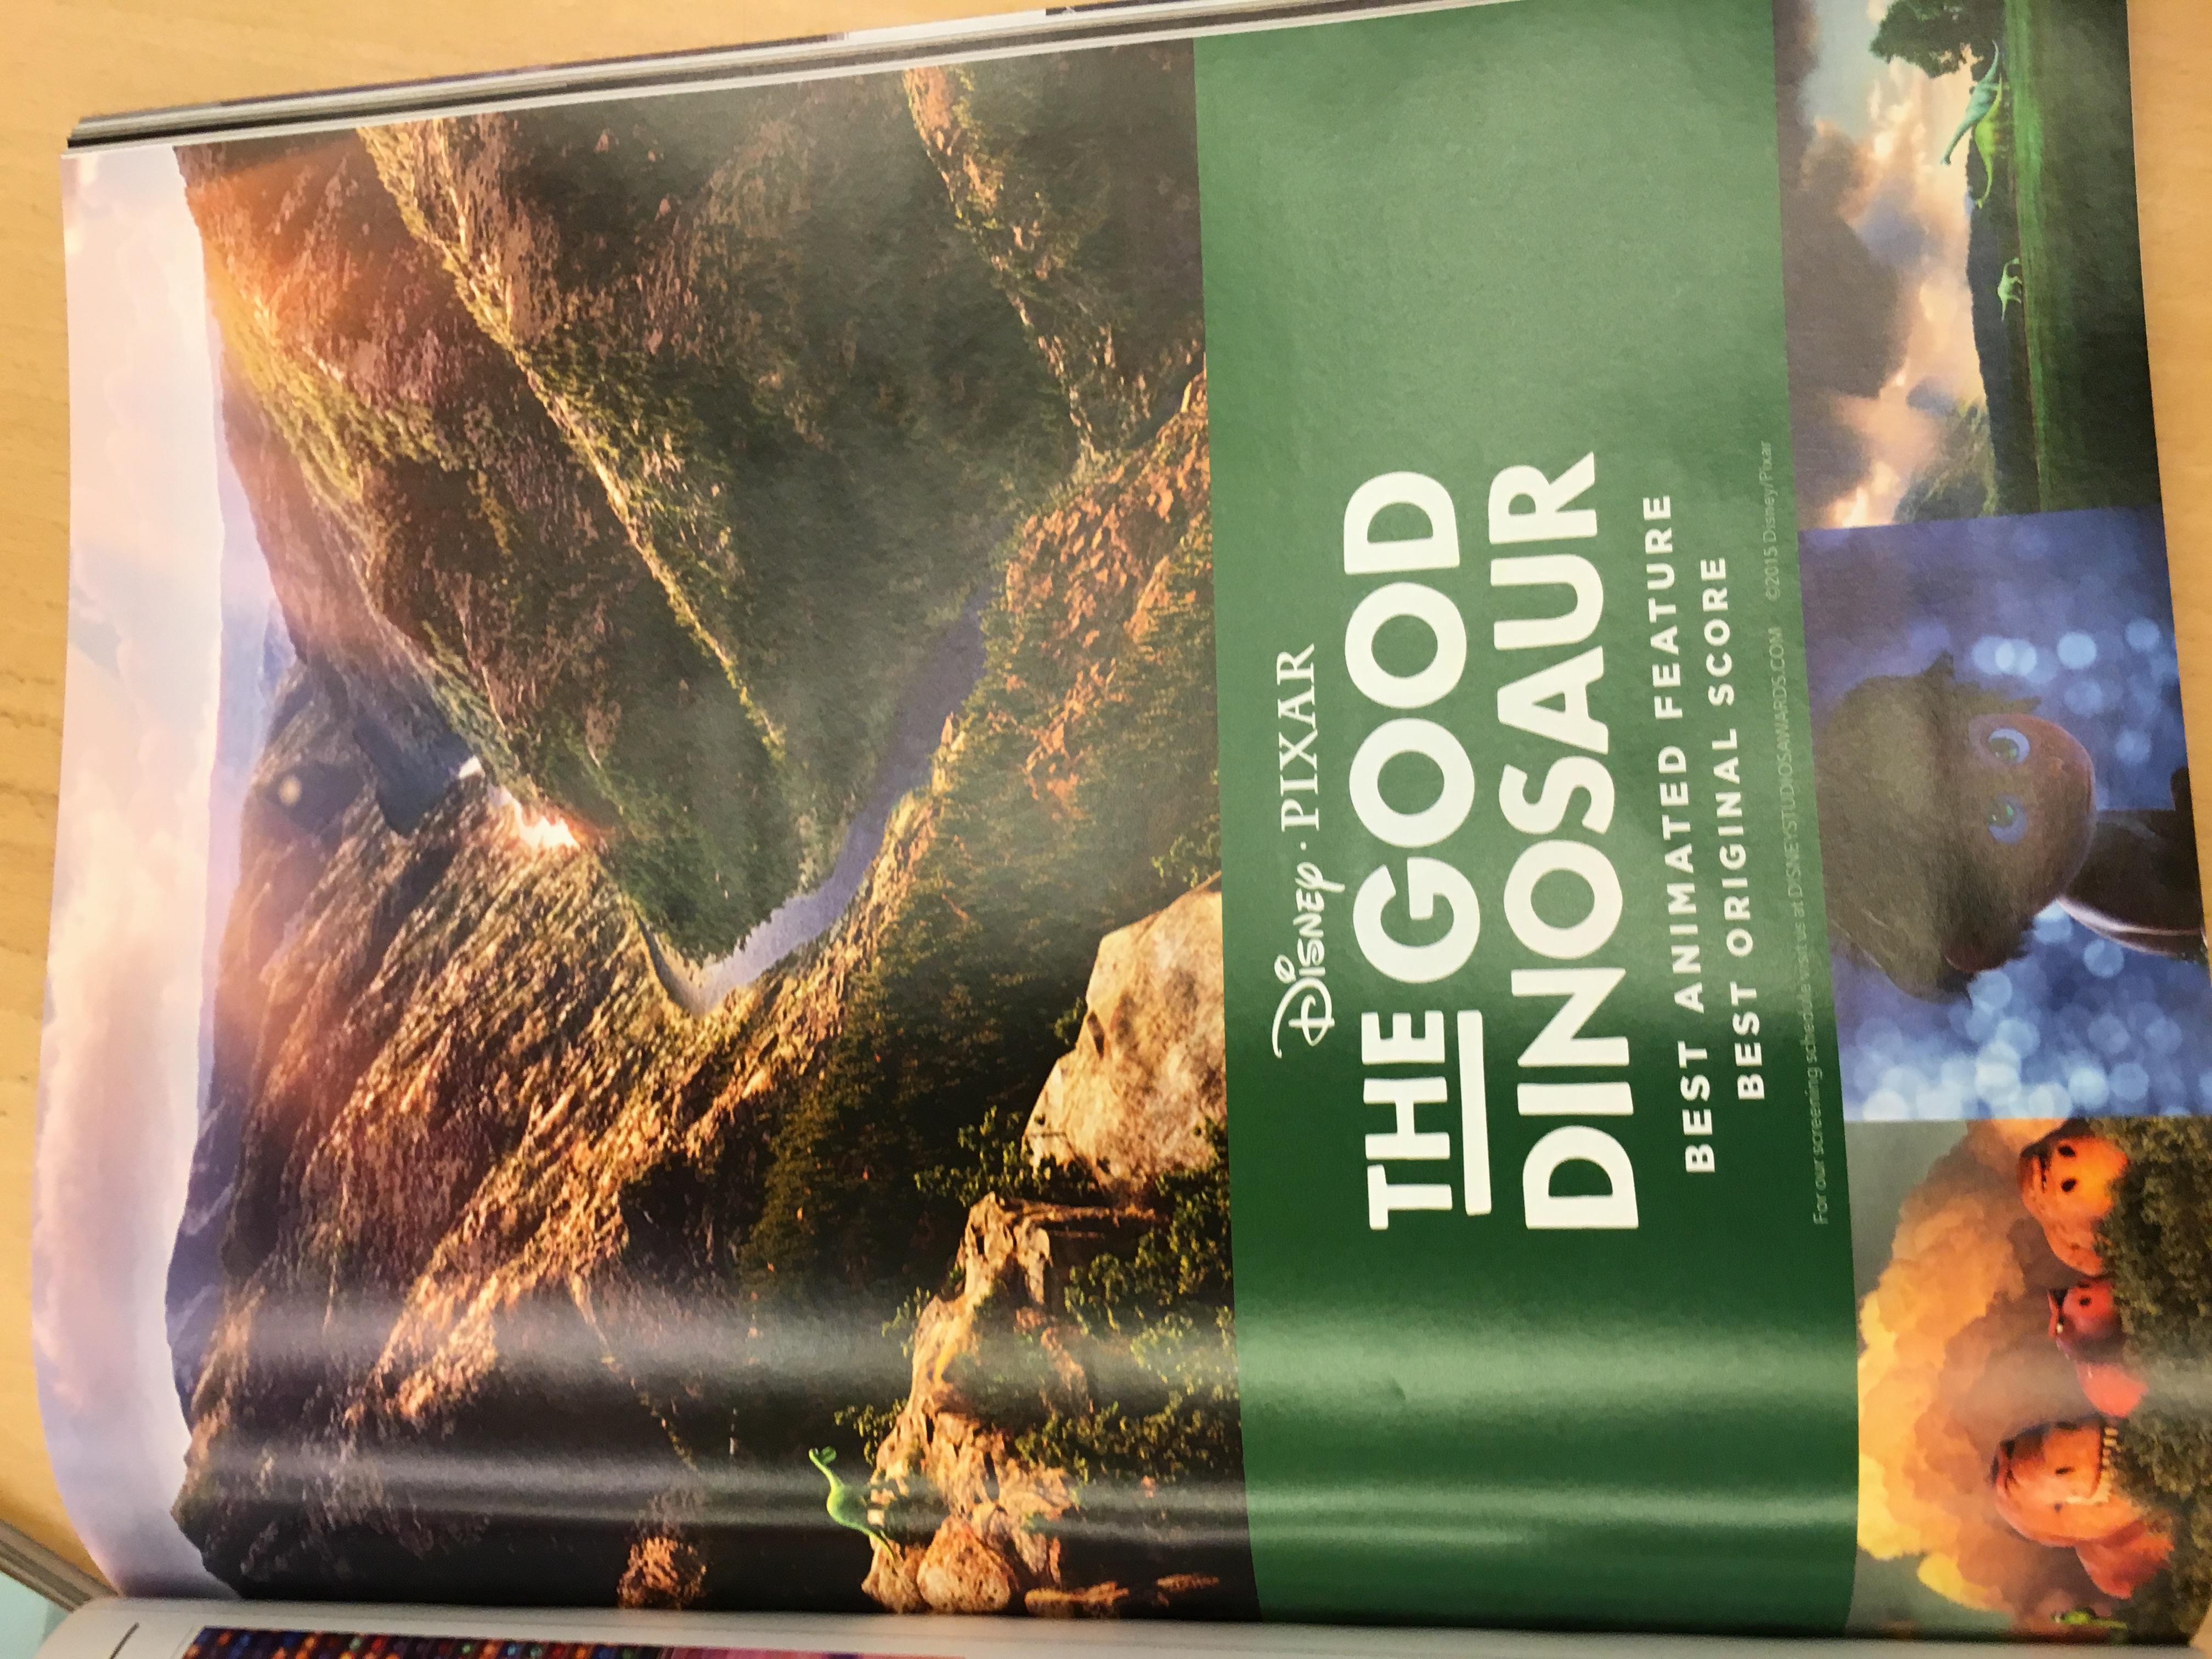 Disney · PIXAR
THE GOOD
DINOSAUR
BEST ANIMATED FEATURE
BEST ORIGINAL SCORE
For our screening schedule visit us at DISNEYSTUDIOSAWARDS.COM ©2015 Disney/Pixar